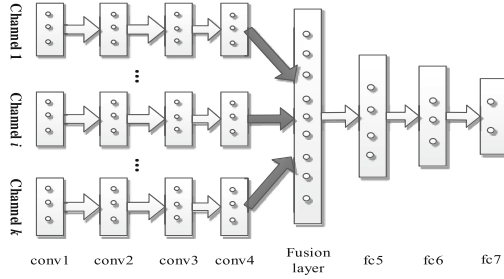 Channel 1
...
Channel i
...
Channel k
conv1 conv2 conv3 conv4 Fusion layer fc5 fc6 fc7